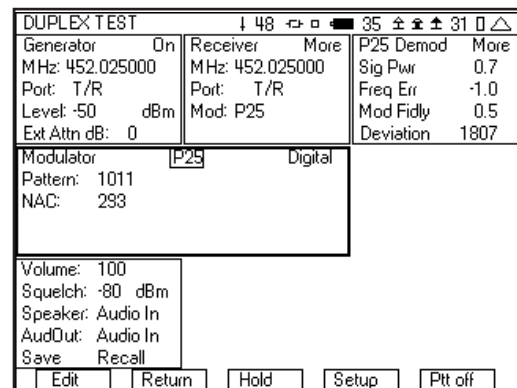 DUPLEX TEST ↓ 48 35 31
Generator On
MHz: 452.025000
Port: T/R
Level: -50 dBm
Ext Attn dB: 0
Receiver More
MHz: 452.025000
Port: T/R
Mod: P25
P25 Demod More
Sig Pwr 0.7
Freq Err -1.0
Mod Fidly 0.5
Deviation 1807
Modulator P25 Digital
Pattern: 1011
NAC: 293
Volume: 100
Squelch: -80 dBm
Speaker: Audio In
AudOut: Audio In
Save Recall
Edit Return Hold Setup Ptt off